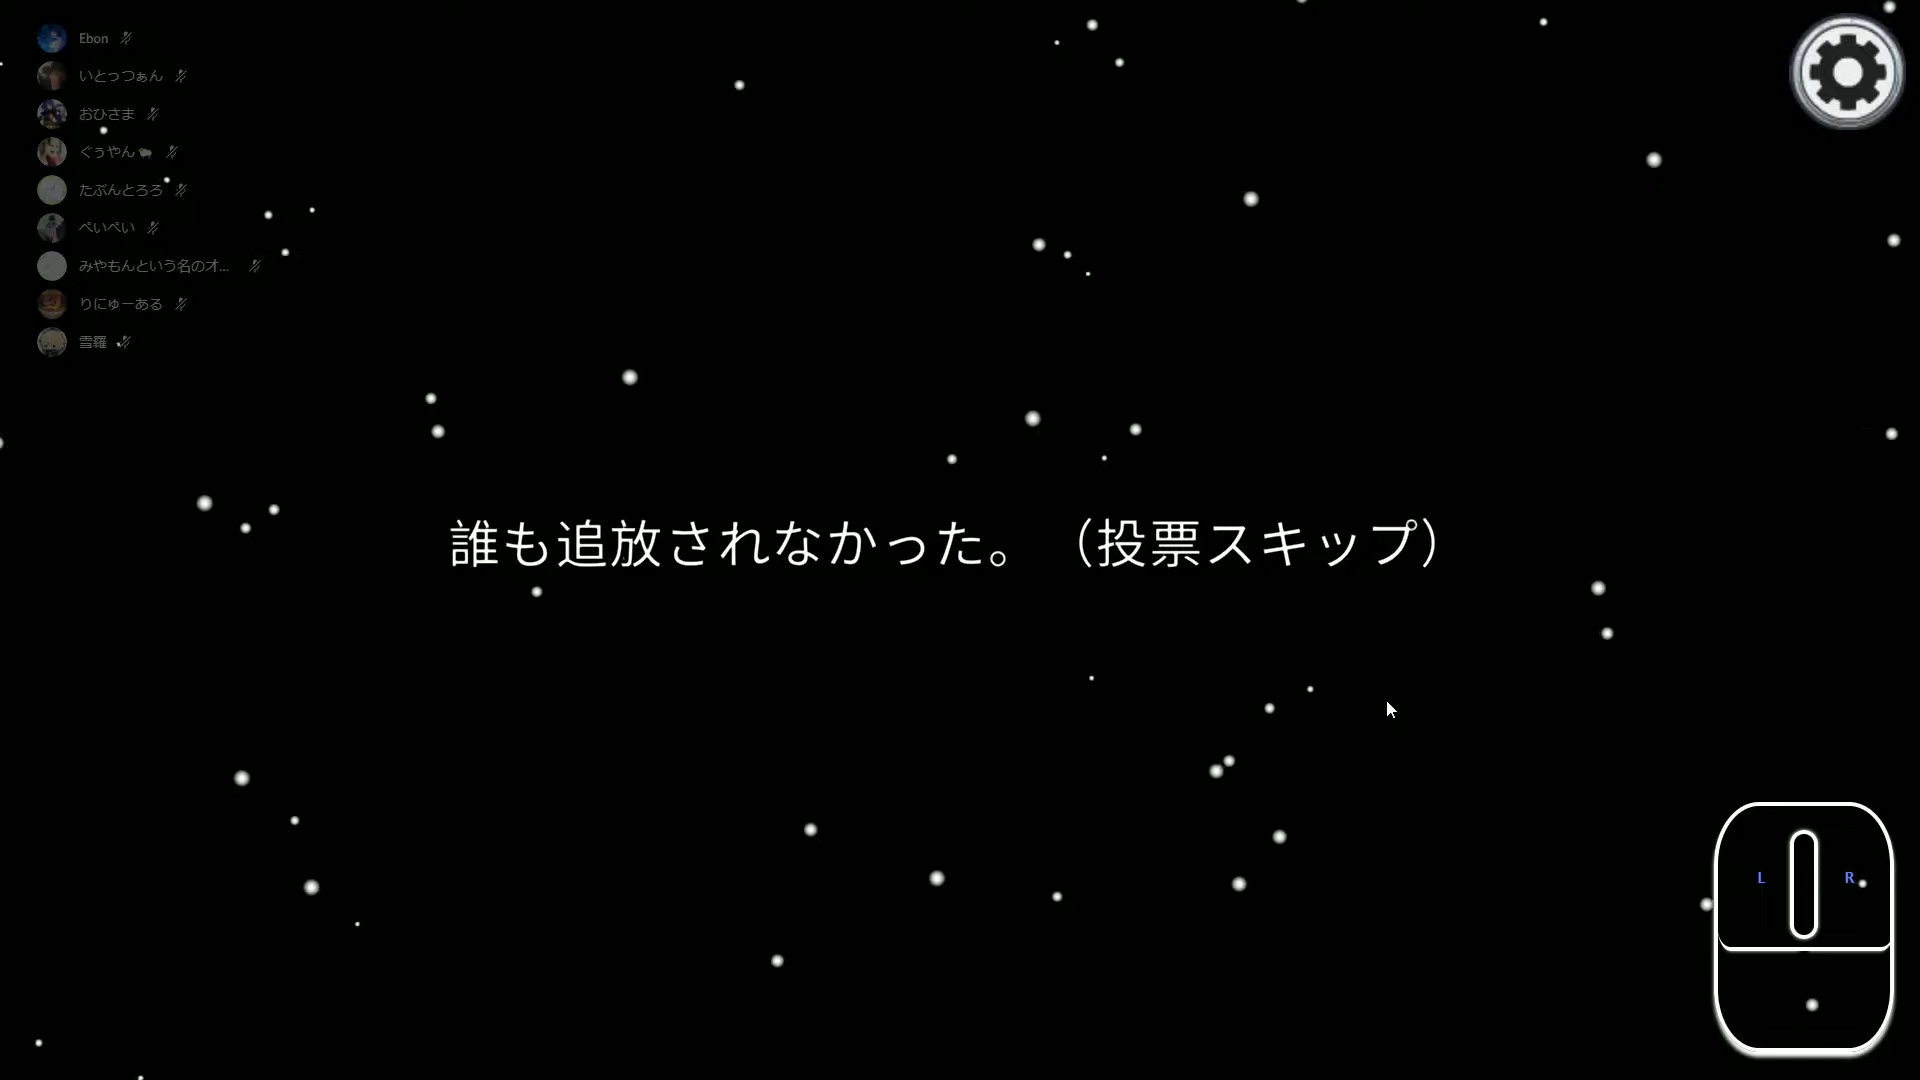 Ebon
いとっつぁん
おひさま
ぐぅやん🐃
たぶんとろろ
ぺいぺい
みやもんという名のオ...
りにゅーある
雪羅
誰も追放されなかった。（投票スキップ）
L R